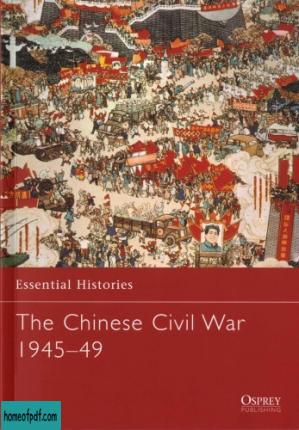 Essential Histories
The Chinese Civil War
1945–49
homeofpdf.com
OSPREY
PUBLISHING